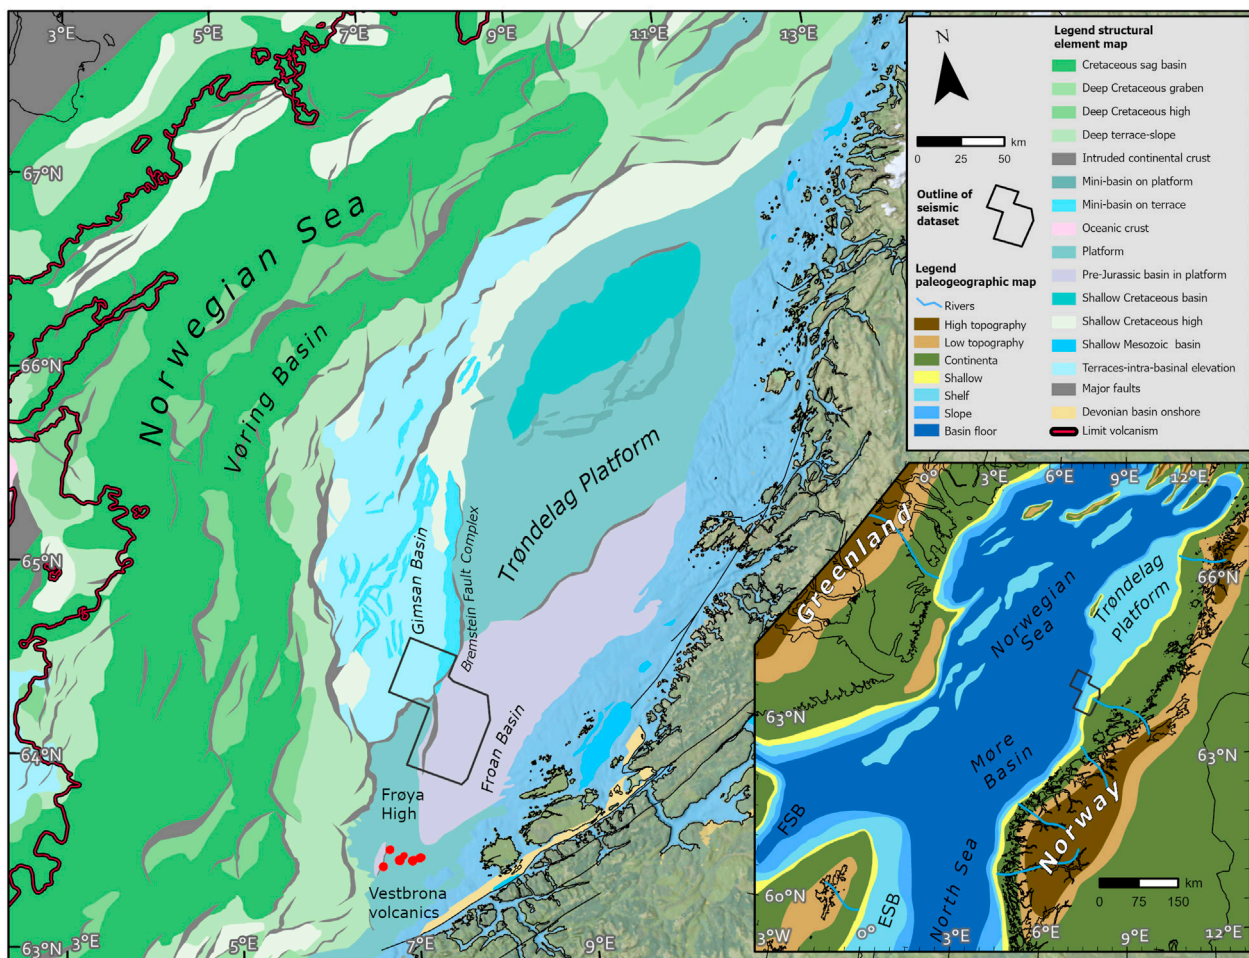 3°E
5°E
7°E
9°E
11°E
13°E
67°N
66°N
65°N
64°N
63°N
3°E
5°E
7°E
9°E
Norwegian Sea
Vøring Basin
Trøndelag Platform
Gimsan Basin
Bremstein Fault Complex
Froan Basin
Frøya
High
Vestbrona
volcanics
N
km
0 25 50
Outline of
seismic
dataset
Legend
paleogeographic map
Rivers
High topography
Low topography
Continenta
Shallow
Shelf
Slope
Basin floor
Legend structural
element map
Cretaceous sag basin
Deep Cretaceous graben
Deep Cretaceous high
Deep terrace-slope
Intruded continental crust
Mini-basin on platform
Mini-basin on terrace
Oceanic crust
Platform
Pre-Jurassic basin in platform
Shallow Cretaceous basin
Shallow Cretaceous high
Shallow Mesozoic basin
Terraces-intra-basinal elevation
Major faults
Devonian basin onshore
Limit volcanism
0°
6°E
9°E
12°E
Greenland
Norwegian
Sea
Trøndelag
Platform
66°N
63°N
63°N
Møre
Basin
Norway
FSB
ESB
North Sea
60°N
km
0 75 150
3°W
0°
3°E
6°E
9°E
12°E